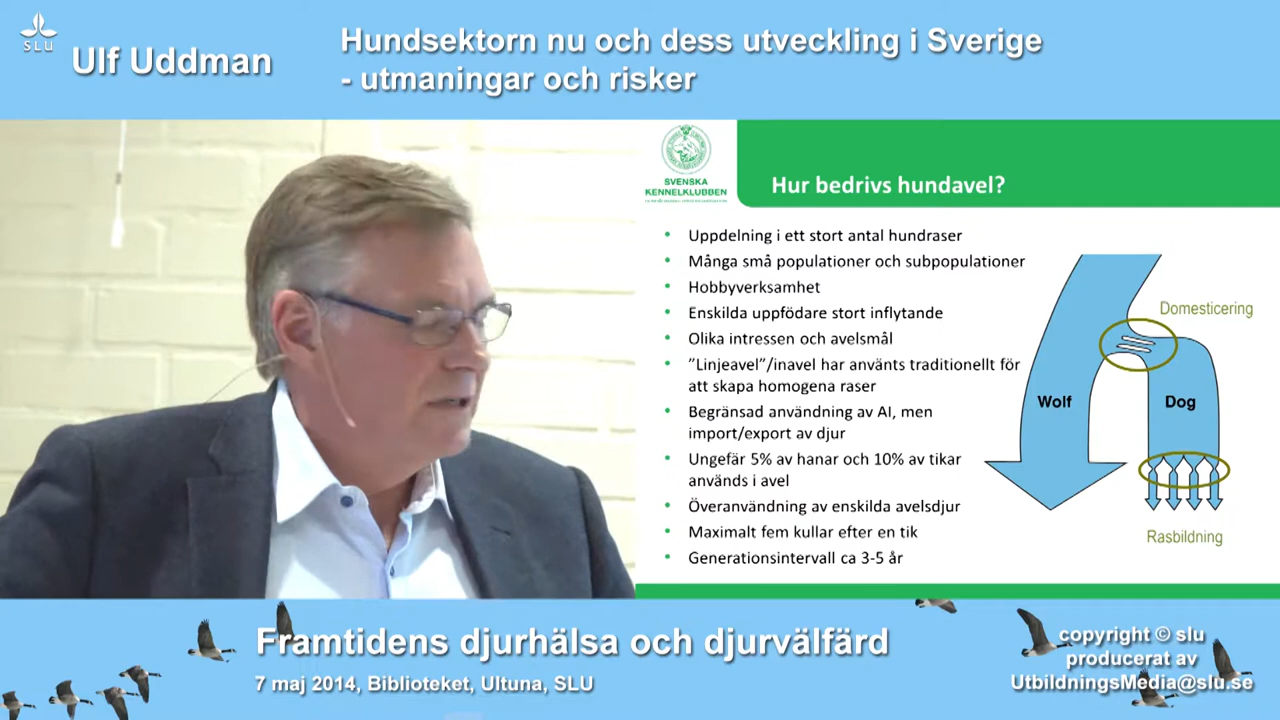 SLU
Ulf Uddman
Hundsektorn nu och dess utveckling i Sverige
- utmaningar och risker
SVENSKA
KENNELKLUBBEN
Hur bedrivs hundavel?
• Uppdelning i ett stort antal hundraser
• Många små populationer och subpopulationer
• Hobbyverksamhet
• Enskilda uppfödare stort inflytande
• Olika intressen och avelsmål
• ”Linjeavel”/inavel har använts traditionellt för
att skapa homogena raser
• Begränsad användning av AI, men
import/export av djur
• Ungefär 5% av hanar och 10% av tikar
används i avel
• Överanvändning av enskilda avelsdjur
• Maximalt fem kullar efter en tik
• Generationsintervall ca 3-5 år
Domesticering
Wolf
Dog
Rasbildning
Framtidens djurhälsa och djurvälfärd
7 maj 2014, Biblioteket, Ultuna, SLU
copyright © slu
producerat av
UtbildningsMedia@slu.se